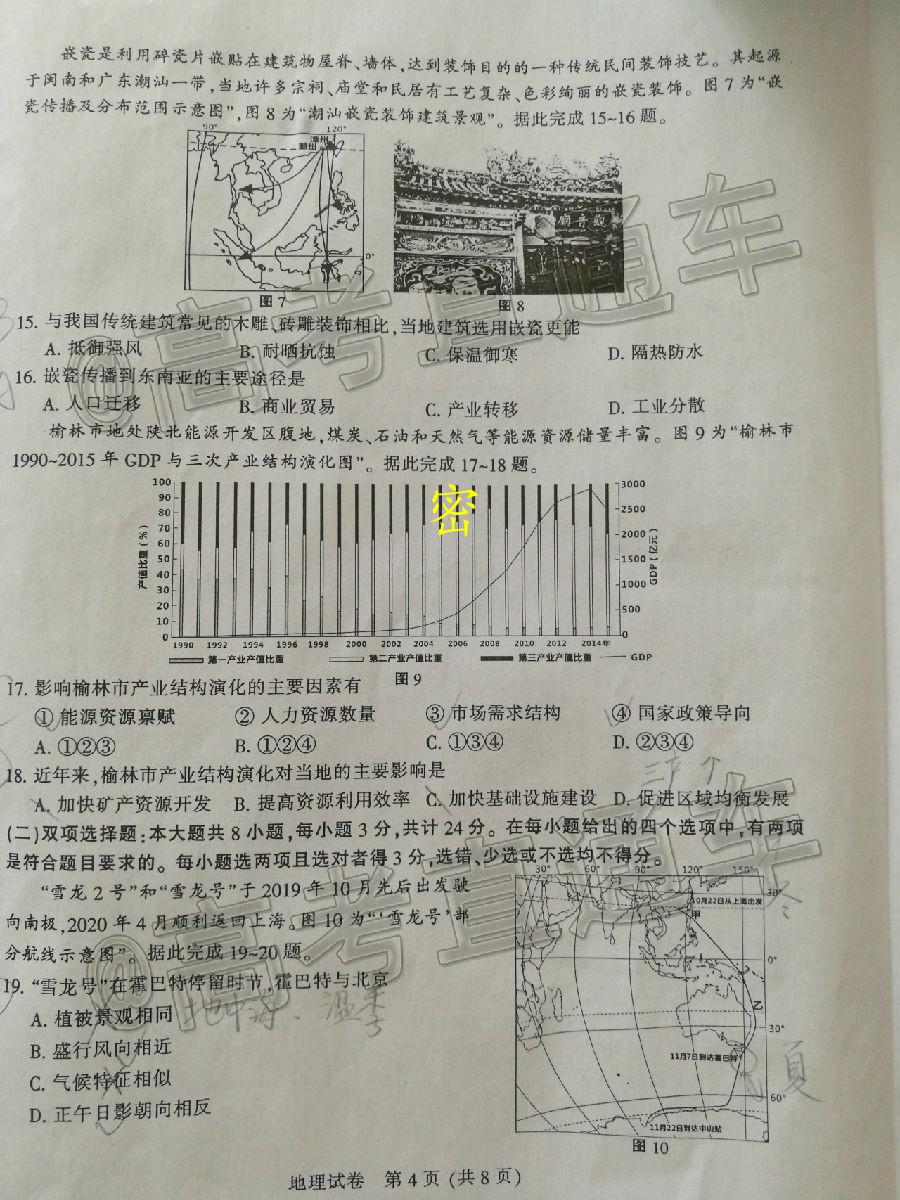 嵌瓷是利用碎瓷片嵌贴在建筑物屋脊、墙体,达到装饰目的的一种传统民间装饰技艺。其起源
于闽南和广东潮汕一带,当地许多宗祠、庙堂和民居有工艺复杂、色彩绚丽的嵌瓷装饰。图7为“嵌
瓷传播及分布范围示意图”,图8为“潮汕嵌瓷装饰建筑景观”。据此完成15~16题。
90° 120°
漳州
潮州
0°
图7
图8
15. 与我国传统建筑常见的木雕、砖雕装饰相比,当地建筑选用嵌瓷更能
A. 抵御强风 B. 耐晒抗蚀 C. 保温御寒 D. 隔热防水
16. 嵌瓷传播到东南亚的主要途径是
A. 人口迁移 B. 商业贸易 C. 产业转移 D. 工业分散
榆林市地处陕北能源开发区腹地,煤炭、石油和天然气等能源资源储量丰富。图9为“榆林市
1990~2015年GDP与三次产业结构演化图”。据此完成17~18题。
产值比重(%)
100
90
80
70
60
50
40
30
20
10
0
密
3000
2500
2000
1500
1000
500
0
GDP(亿元)
1990 1992 1994 1996 1998 2000 2002 2004 2006 2008 2010 2012 2014年
第一产业产值比重 第二产业产值比重 第三产业产值比重 GDP
图9
17. 影响榆林市产业结构演化的主要因素有
①能源资源禀赋 ②人力资源数量 ③市场需求结构 ④国家政策导向
A. ①②③ B. ①②④ C. ①③④ D. ②③④
18. 近年来,榆林市产业结构演化对当地的主要影响是
A. 加快矿产资源开发 B. 提高资源利用效率 C. 加快基础设施建设 D. 促进区域均衡发展
(二)双项选择题:本大题共8小题,每小题3分,共计24分。在每小题给出的四个选项中,有两项
是符合题目要求的。每小题选两项且选对者得3分,选错、少选或不选均不得分。
“雪龙2号”和“雪龙号”于2019年10月先后出发驶
向南极,2020年4月顺利返回上海。图10为“‘雪龙号’部
分航线示意图”。据此完成19~20题。
19. “雪龙号”在霍巴特停留时节,霍巴特与北京
A. 植被景观相同
B. 盛行风向相近
C. 气候特征相似
D. 正午日影朝向相反
30° 60° 90° 120° 150°
30°
10月22日从上海出发
甲
0°
乙
30°
11月7日到达霍巴特
60°
11月22日到达中山站
图10
冬
夏
地理试卷 第4页(共8页)
@高考直通车
@高考直通车